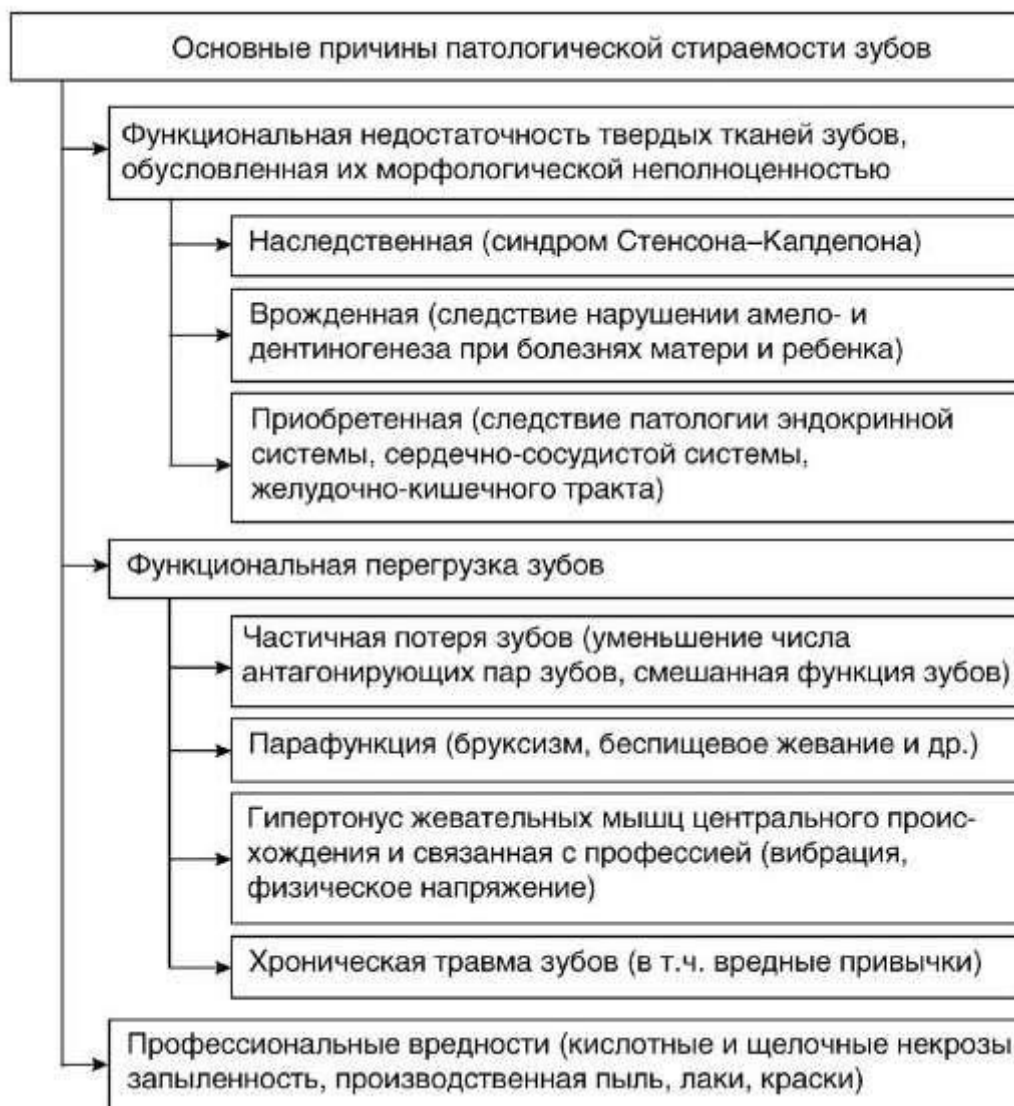 Основные причины патологической стираемости зубов
Функциональная недостаточность твердых тканей зубов,
обусловленная их морфологической неполноценностью
Наследственная (синдром Стенсона–Капдепона)
Врожденная (следствие нарушении амело- и
дентиногенеза при болезнях матери и ребенка)
Приобретенная (следствие патологии эндокринной
системы, сердечно-сосудистой системы,
желудочно-кишечного тракта)
Функциональная перегрузка зубов
Частичная потеря зубов (уменьшение числа
антагонирующих пар зубов, смешанная функция зубов)
Парафункция (бруксизм, беспищевое жевание и др.)
Гипертонус жевательных мышц центрального проис-
хождения и связанная с профессией (вибрация,
физическое напряжение)
Хроническая травма зубов (в т.ч. вредные привычки)
Профессиональные вредности (кислотные и щелочные некрозы
запыленность, производственная пыль, лаки, краски)